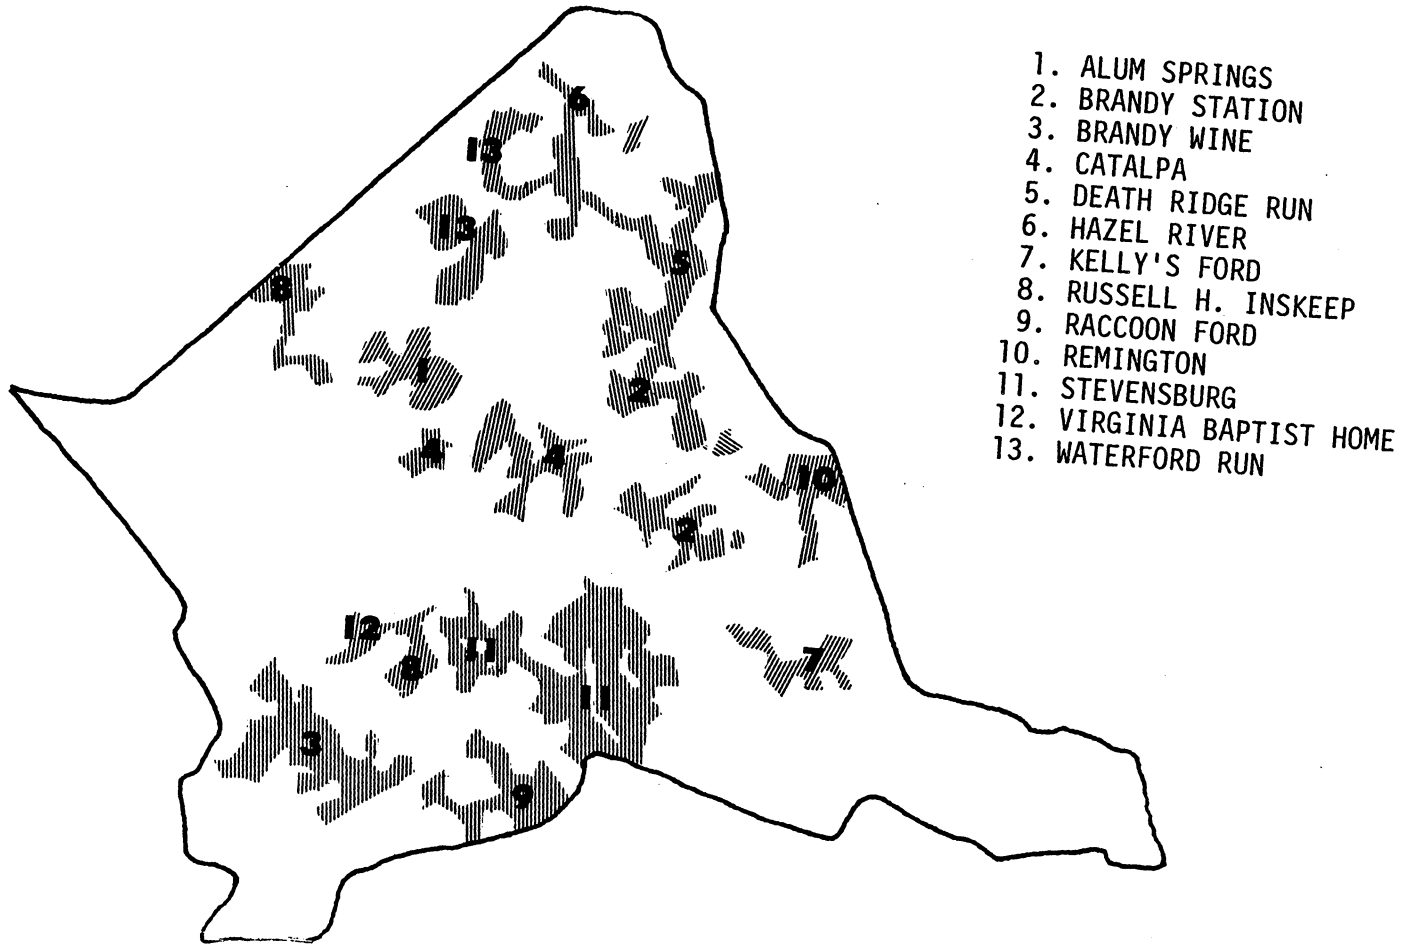 1. ALUM SPRINGS
2. BRANDY STATION
3. BRANDY WINE
4. CATALPA
5. DEATH RIDGE RUN
6. HAZEL RIVER
7. KELLY'S FORD
8. RUSSELL H. INSKEEP
9. RACCOON FORD
10. REMINGTON
11. STEVENSBURG
12. VIRGINIA BAPTIST HOME
13. WATERFORD RUN
6
13
13
5
8
1
2
4
4
10
2
12
8
11
7
11
3
9